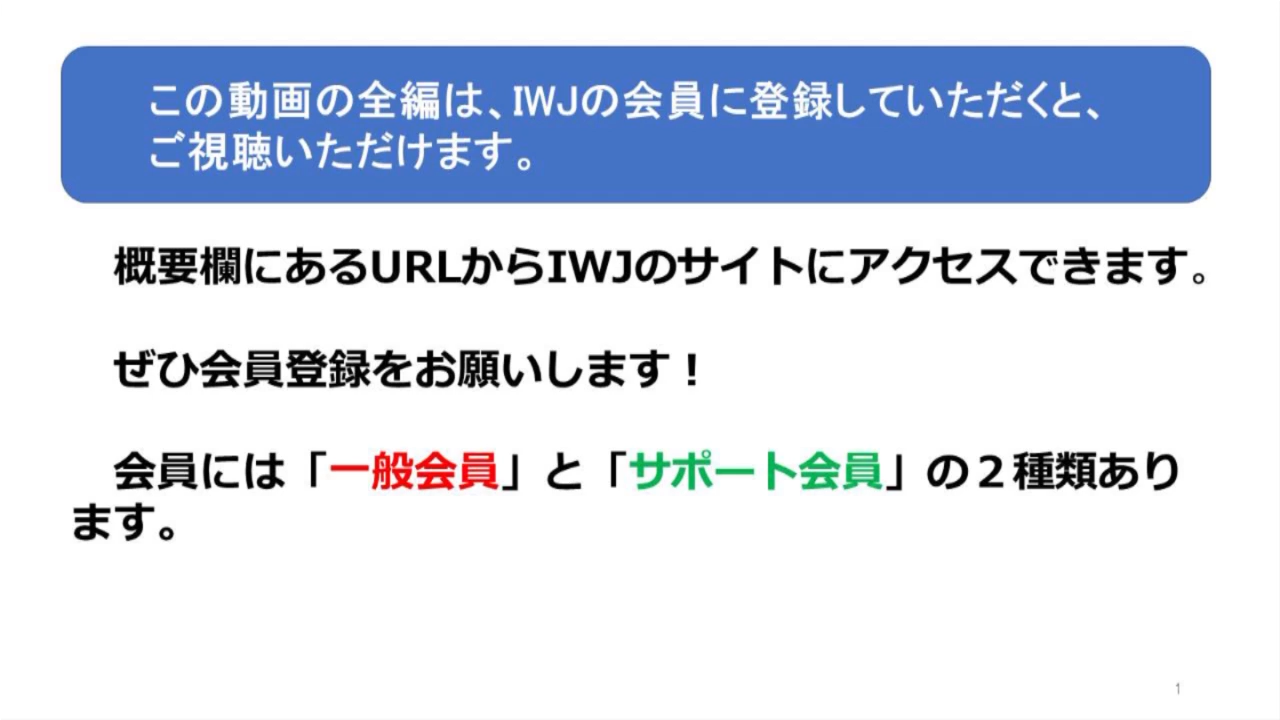 この動画の全編は、IWJの会員に登録していただくと、
ご視聴いただけます。
概要欄にあるURLからIWJのサイトにアクセスできます。
ぜひ会員登録をお願いします！
会員には「一般会員」と「サポート会員」の２種類あり
ます。
1